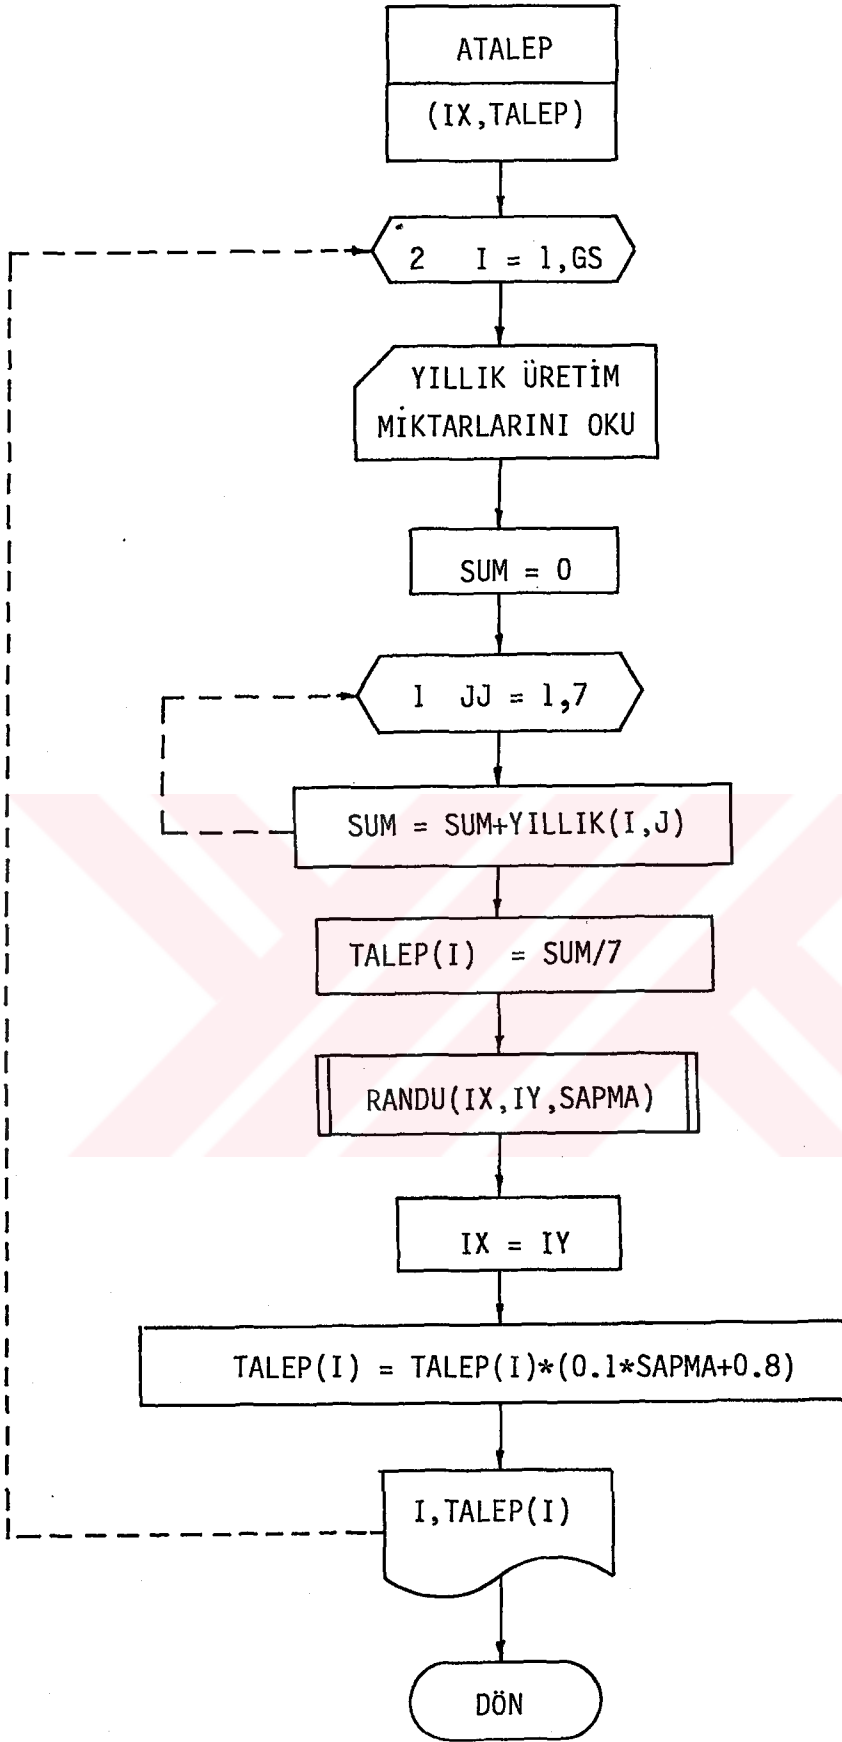 ATALEP
(IX,TALEP)
2 I = 1,GS
YILLIK ÜRETİM
MİKTARLARINI OKU
SUM = 0
I JJ = 1,7
SUM = SUM+YILLIK(I,J)
TALEP(I) = SUM/7
RANDU(IX,IY,SAPMA)
IX = IY
TALEP(I) = TALEP(I)*(0.1*SAPMA+0.8)
I,TALEP(I)
DÖN